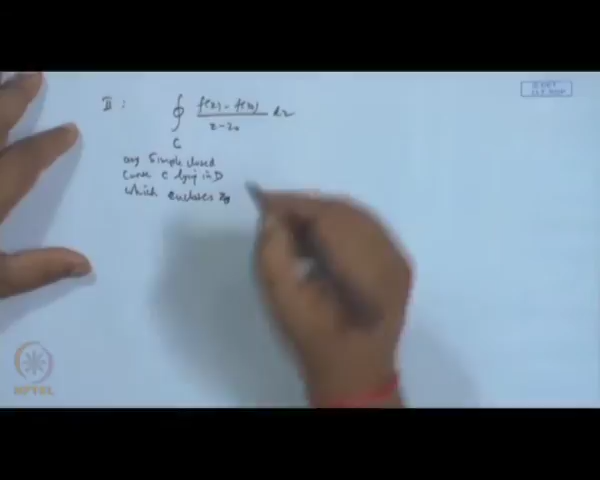 II : ∮ f(z) - f(z0) / z - z0 dz
C
any simple closed
curve C lying in D
which encloses z0
NPTEL